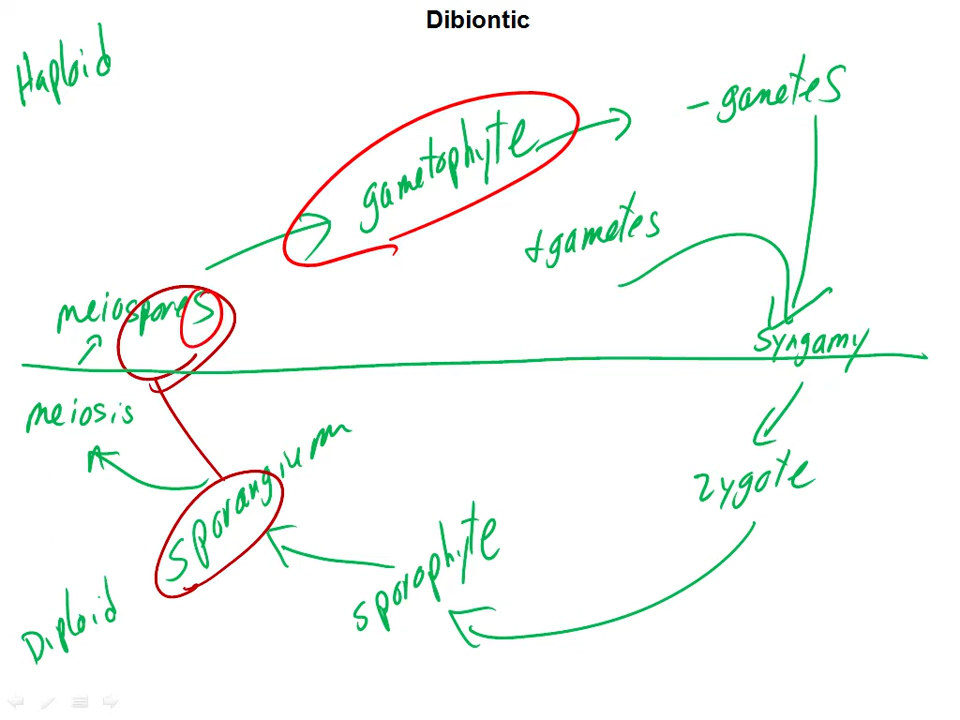 Dibiontic
Haploid
- gametes
gametophyte
+gametes
meiospores
syngamy
meiosis
sporangium
zygote
sporophyte
Diploid